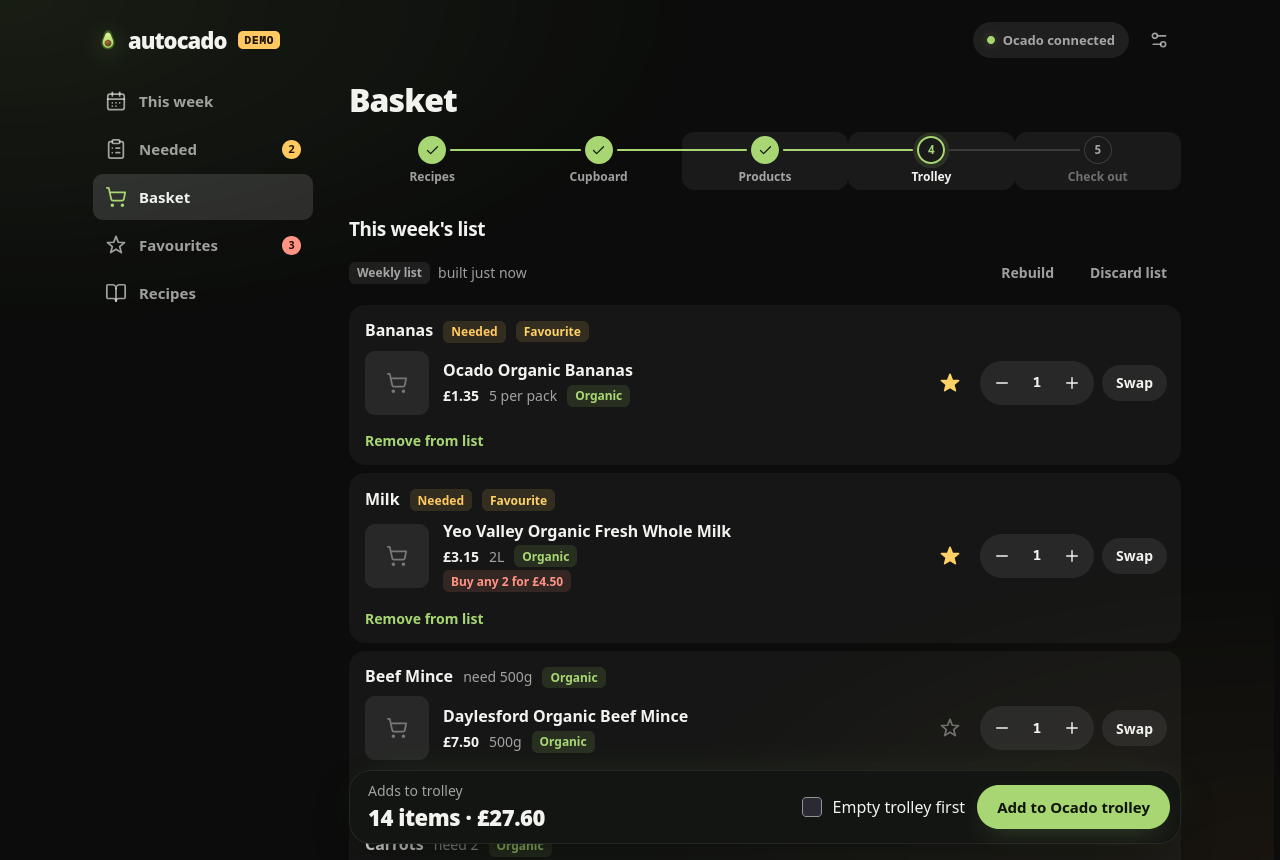 autocado DEMO
Ocado connected
This week
Needed 2
Basket
Favourites 3
Recipes
Basket
4 5
Recipes Cupboard Products Trolley Check out
This week's list
Weekly list built just now Rebuild Discard list
Bananas Needed Favourite
Ocado Organic Bananas
£1.35 5 per pack Organic
1 Swap
Remove from list
Milk Needed Favourite
Yeo Valley Organic Fresh Whole Milk
£3.15 2L Organic
Buy any 2 for £4.50
1 Swap
Remove from list
Beef Mince need 500g Organic
Daylesford Organic Beef Mince
£7.50 500g Organic
1 Swap
Adds to trolley
14 items · £27.60
Empty trolley first Add to Ocado trolley
Carrots need 2 Organic